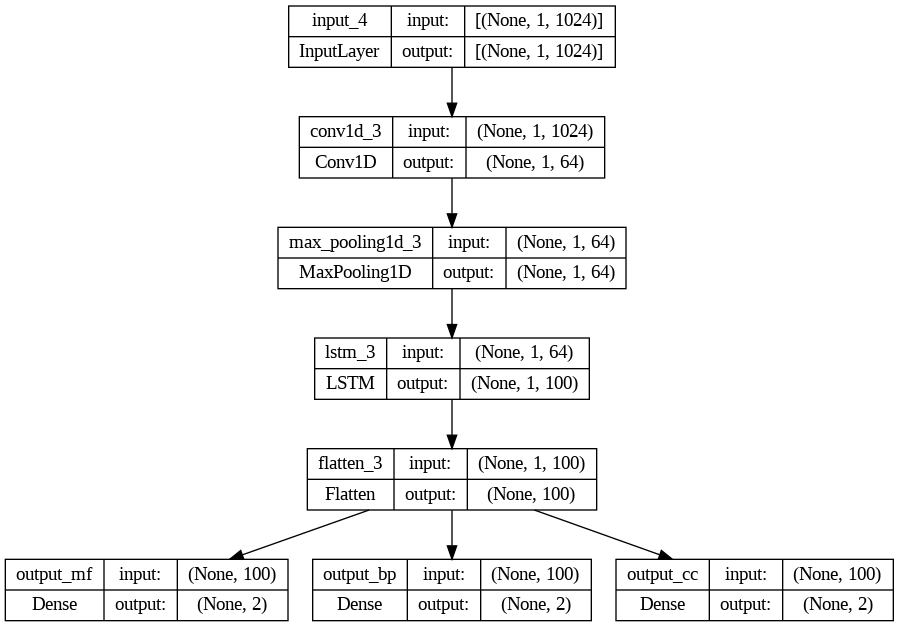 input_4 input: [(None, 1, 1024)]
InputLayer output: [(None, 1, 1024)]
conv1d_3 input: (None, 1, 1024)
Conv1D output: (None, 1, 64)
max_pooling1d_3 input: (None, 1, 64)
MaxPooling1D output: (None, 1, 64)
lstm_3 input: (None, 1, 64)
LSTM output: (None, 1, 100)
flatten_3 input: (None, 1, 100)
Flatten output: (None, 100)
output_mf input: (None, 100)
Dense output: (None, 2)
output_bp input: (None, 100)
Dense output: (None, 2)
output_cc input: (None, 100)
Dense output: (None, 2)